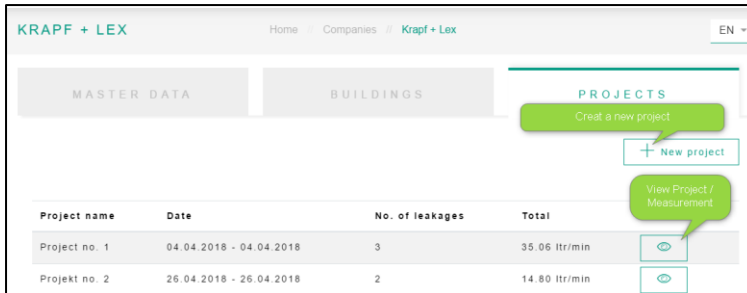 KRAPF + LEX
Home // Companies // Krapf + Lex
EN
MASTER DATA
BUILDINGS
PROJECTS
Creat a new project
New project
View Project /
Measurement
Project name Date No. of leakages Total
Project no. 1 04.04.2018 - 04.04.2018 3 35.06 ltr/min
Projekt no. 2 26.04.2018 - 26.04.2018 2 14.80 ltr/min